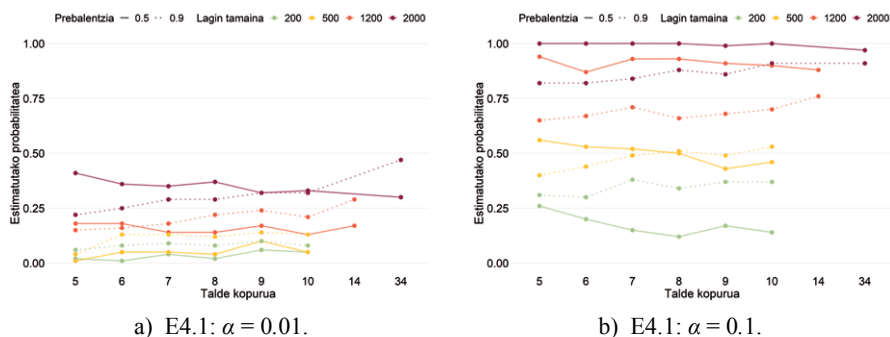 Prebalentzia 0.5 0.9 Lagin tamaina 200 500 1200 2000
1.00
0.75
0.50
0.25
0.00
Estimatutako probabilitatea
5 6 7 8 9 10 14 34
Talde kopurua
a) E4.1: α = 0.01.
Prebalentzia 0.5 0.9 Lagin tamaina 200 500 1200 2000
1.00
0.75
0.50
0.25
0.00
Estimatutako probabilitatea
5 6 7 8 9 10 14 34
Talde kopurua
b) E4.1: α = 0.1.